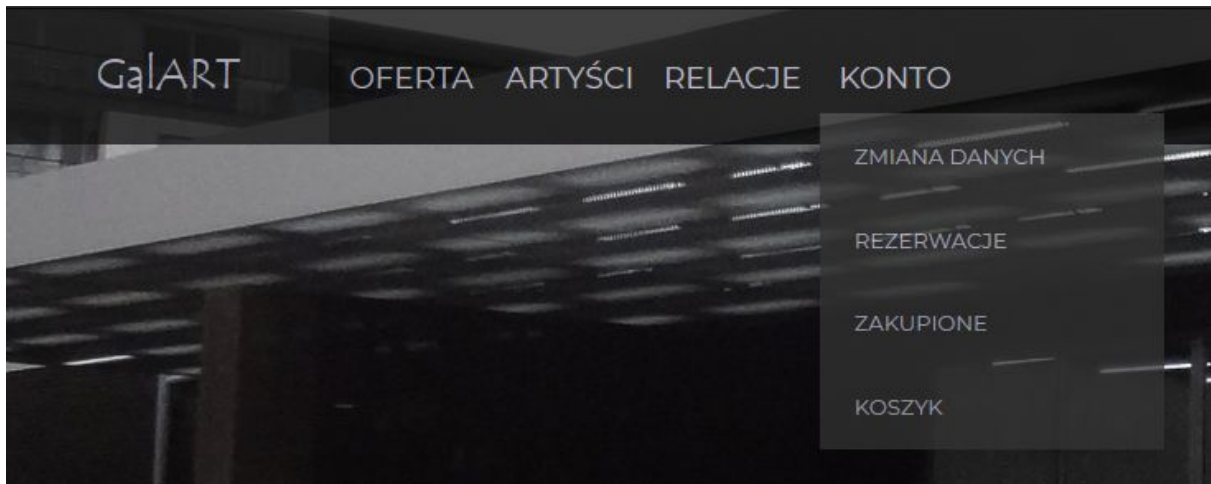 GalART OFERTA ARTYŚCI RELACJE KONTO
ZMIANA DANYCH
REZERWACJE
ZAKUPIONE
KOSZYK